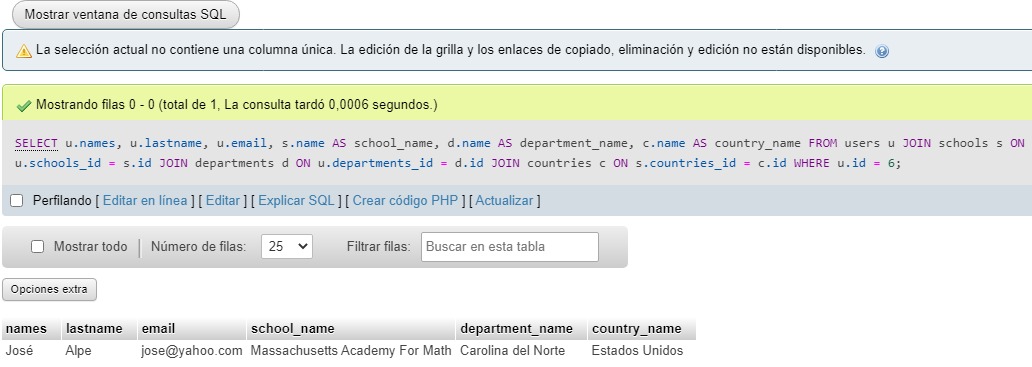 Mostrar ventana de consultas SQL
La selección actual no contiene una columna única. La edición de la grilla y los enlaces de copiado, eliminación y edición no están disponibles.
Mostrando filas 0 - 0 (total de 1, La consulta tardó 0,0006 segundos.)
SELECT u.names, u.lastname, u.email, s.name AS school_name, d.name AS department_name, c.name AS country_name FROM users u JOIN schools s ON
u.schools_id = s.id JOIN departments d ON u.departments_id = d.id JOIN countries c ON s.countries_id = c.id WHERE u.id = 6;
Perfilando [ Editar en línea ] [ Editar ] [ Explicar SQL ] [ Crear código PHP ] [ Actualizar ]
Mostrar todo | Número de filas: 25 Filtrar filas: Buscar en esta tabla
Opciones extra
names lastname email school_name department_name country_name
José Alpe jose@yahoo.com Massachusetts Academy For Math Carolina del Norte Estados Unidos